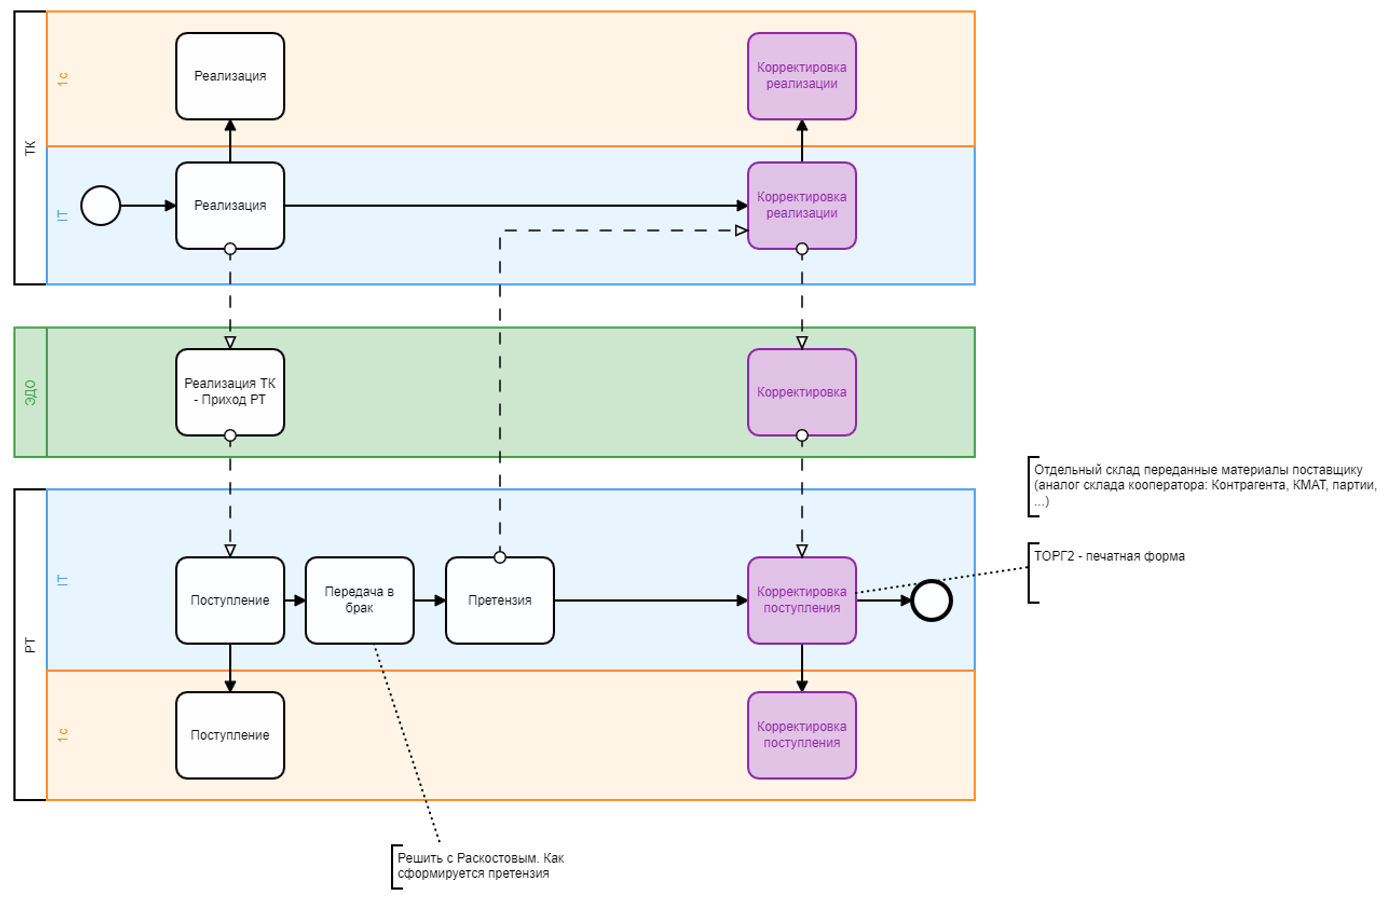 ТК
1с
Реализация
Корректировка
реализации
IT
Реализация
Корректировка
реализации
ЭДО
Реализация ТК
- Приход РТ
Корректировка
Отдельный склад переданные материалы поставщику
(аналог склада кооператора: Контрагента, КМАТ, партии,
...)
ТОРГ2 - печатная форма
РТ
IT
Поступление
Передача в
брак
Претензия
Корректировка
поступления
1с
Поступление
Корректировка
поступления
Решить с Раскостовым. Как
сформируется претензия